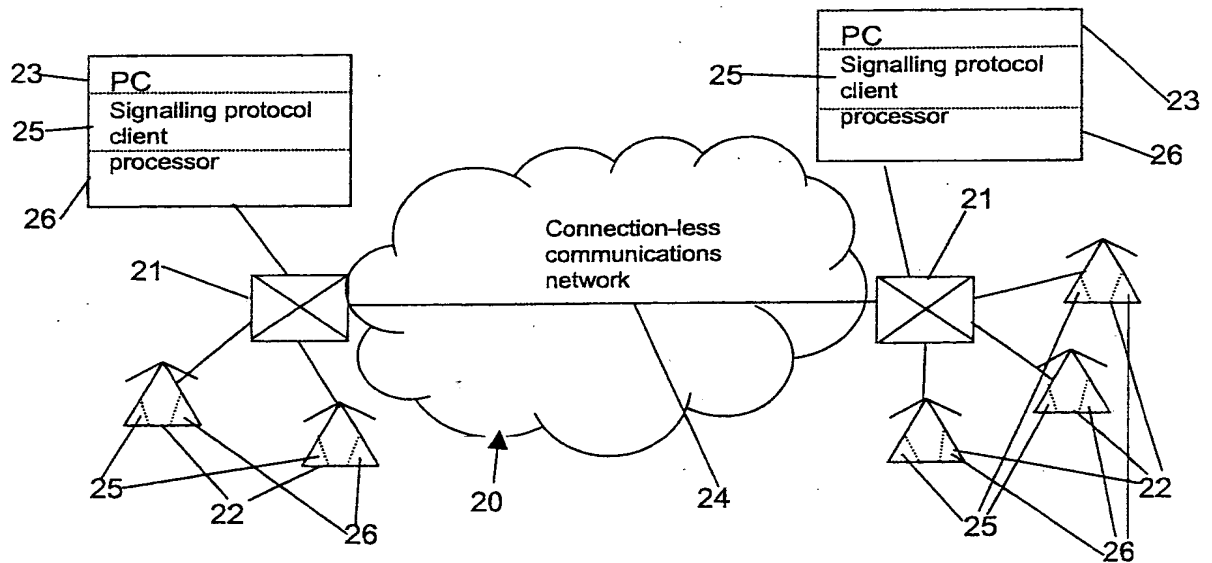 PC
23
25
Signalling protocol
client
processor
23
PC
Signalling protocol
25
client
processor
26
26
21
Connection-less
communications
network
21
25
22
26
20
24
25
22
26